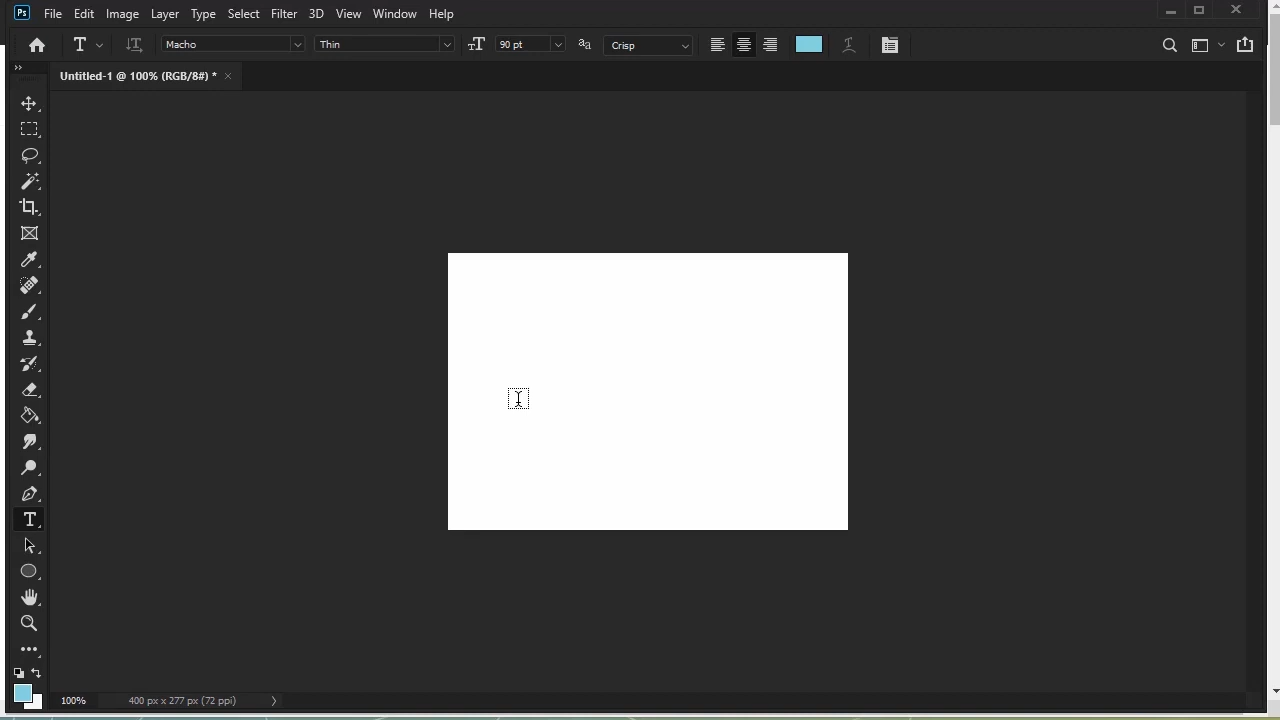 Ps File Edit Image Layer Type Select Filter 3D View Window Help
T Macho Thin 90 pt Crisp
Untitled-1 @ 100% (RGB/8#) *
100% 400 px x 277 px (72 ppi)